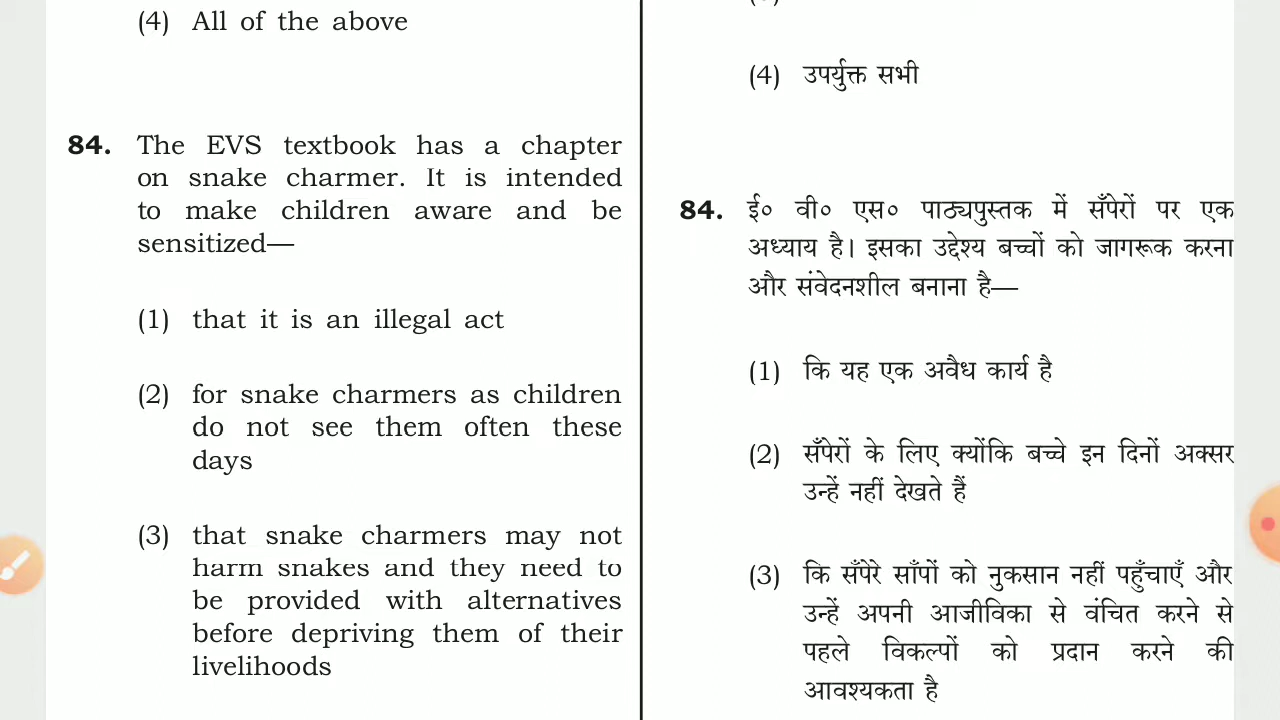 (4) All of the above
84. The EVS textbook has a chapter
on snake charmer. It is intended
to make children aware and be
sensitized—
(1) that it is an illegal act
(2) for snake charmers as children
do not see them often these
days
(3) that snake charmers may not
harm snakes and they need to
be provided with alternatives
before depriving them of their
livelihoods
(4) उपर्युक्त सभी
84. ई० वी० एस० पाठ्यपुस्तक में सँपेरों पर एक
अध्याय है। इसका उद्देश्य बच्चों को जागरूक करना
और संवेदनशील बनाना है—
(1) कि यह एक अवैध कार्य है
(2) सँपेरों के लिए क्योंकि बच्चे इन दिनों अक्सर
उन्हें नहीं देखते हैं
(3) कि सँपेरे साँपों को नुकसान नहीं पहुँचाएँ और
उन्हें अपनी आजीविका से वंचित करने से
पहले विकल्पों को प्रदान करने की
आवश्यकता है